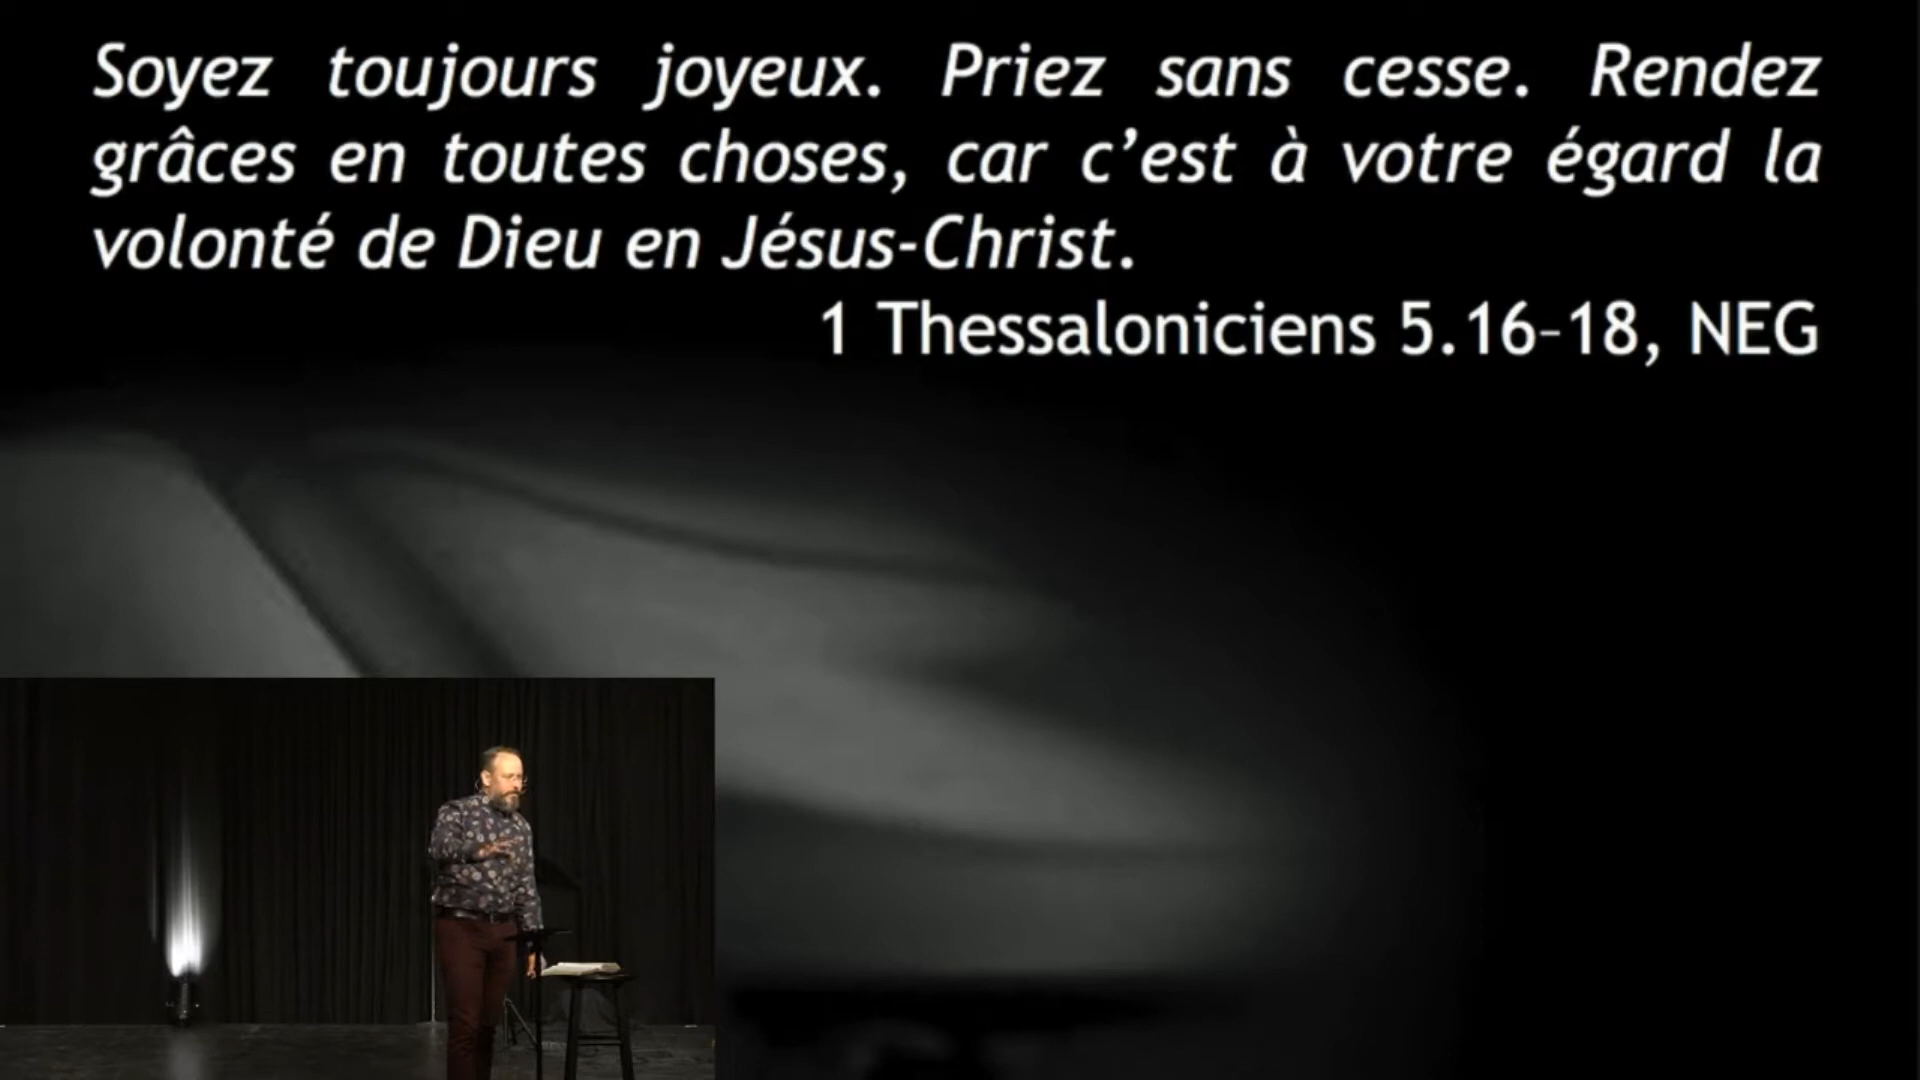 Soyez toujours joyeux. Priez sans cesse. Rendez
grâces en toutes choses, car c’est à votre égard la
volonté de Dieu en Jésus-Christ.
1 Thessaloniciens 5.16–18, NEG